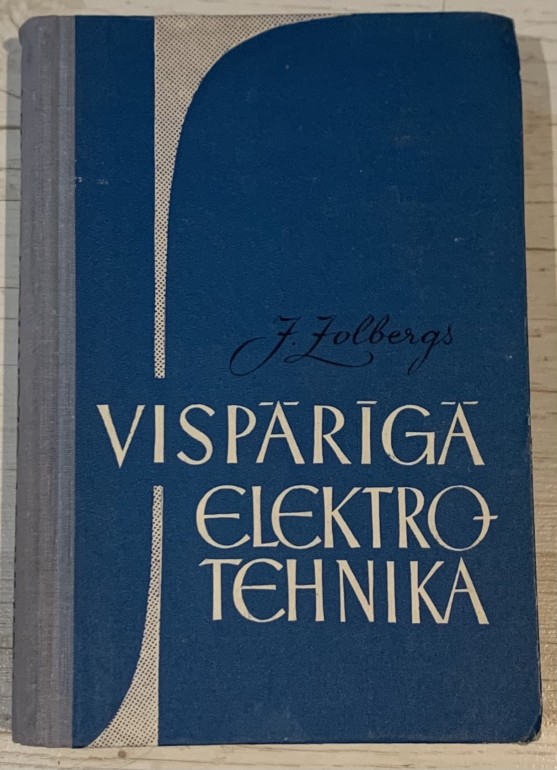 J. Zolbergs
VISPĀRĪGĀ
ELEKTRO-
TEHNIKA